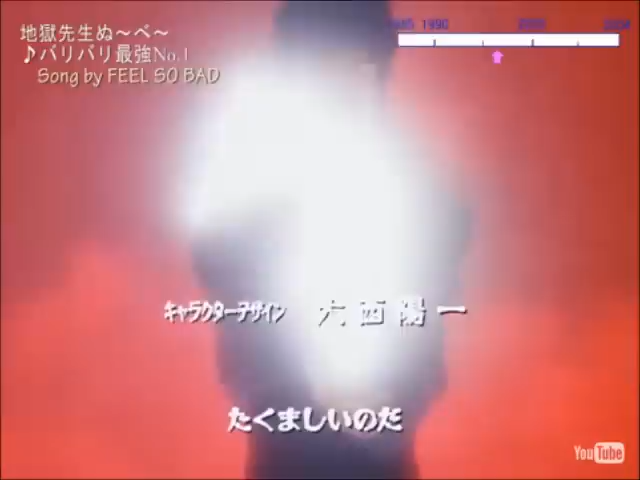 地獄先生ぬ～べ～
♪バリバリ最強No.1
Song by FEEL SO BAD
1990
キャラクターデザイン 大西陽一
たくましいのだ
YouTube